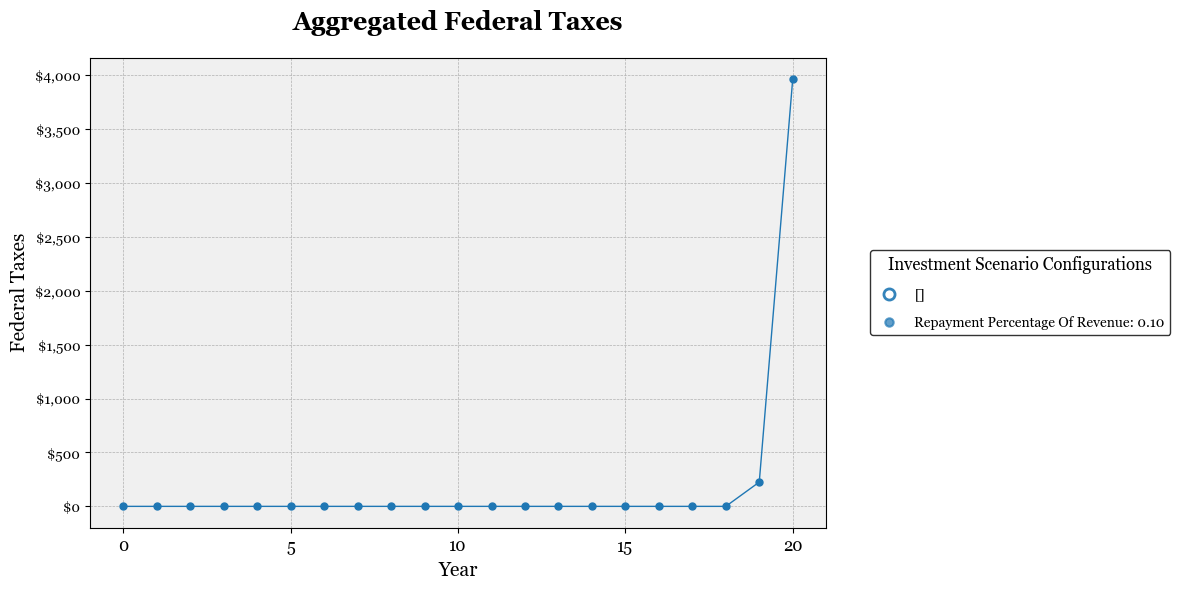 Aggregated Federal Taxes
$4,000
$3,500
$3,000
$2,500
$2,000
$1,500
$1,000
$500
$0
Federal Taxes
0 5 10 15 20
Year
Investment Scenario Configurations
[]
Repayment Percentage Of Revenue: 0.10